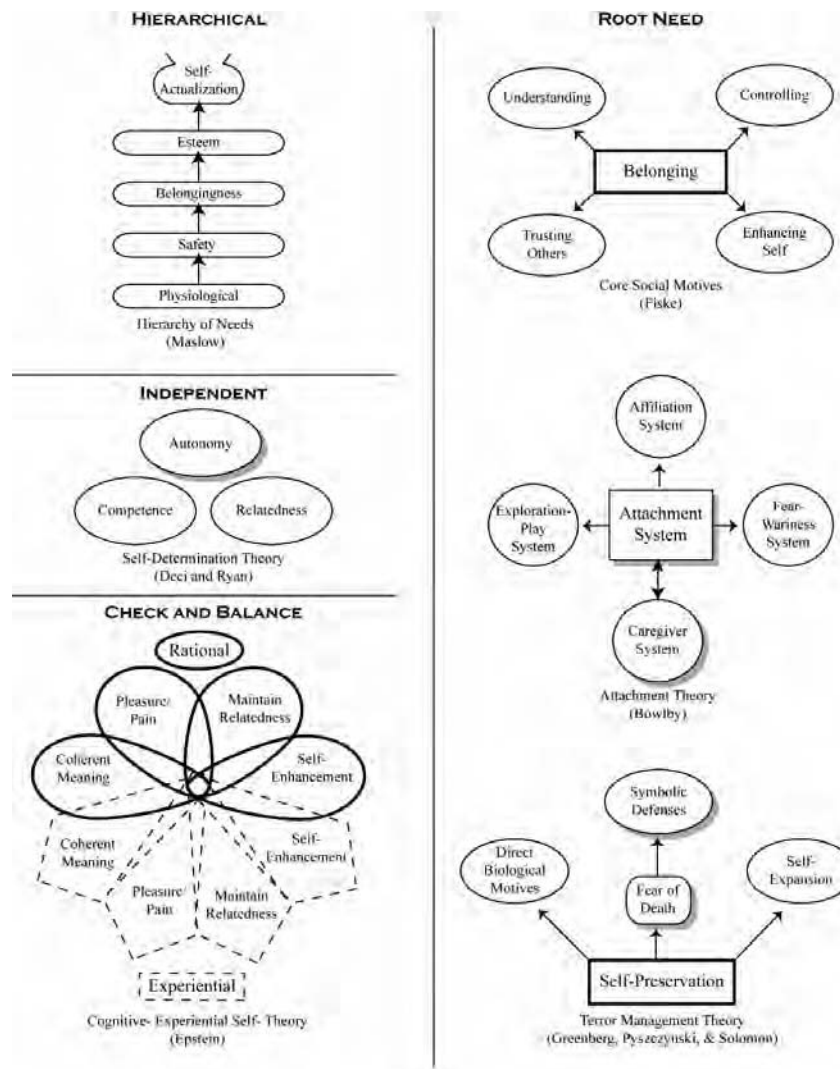 HIERARCHICAL
Self-
Actualization
Esteem
Belongingness
Safety
Physiological
Hierarchy of Needs
(Maslow)
INDEPENDENT
Autonomy
Competence
Relatedness
Self-Determination Theory
(Deci and Ryan)
CHECK AND BALANCE
Rational
Pleasure/
Pain
Maintain
Relatedness
Coherent
Meaning
Self-
Enhancement
Coherent
Meaning
Self-
Enhancement
Pleasure/
Pain
Maintain
Relatedness
Experiential
Cognitive- Experiential Self- Theory
(Epstein)
ROOT NEED
Understanding
Controlling
Belonging
Trusting
Others
Enhancing
Self
Core Social Motives
(Fiske)
Affiliation
System
Exploration-
Play
System
Attachment
System
Fear-
Wariness
System
Caregiver
System
Attachment Theory
(Bowlby)
Symbolic
Defenses
Direct
Biological
Motives
Fear of
Death
Self-
Expansion
Self-Preservation
Terror Management Theory
(Greenberg, Pyszczynski, & Solomon)